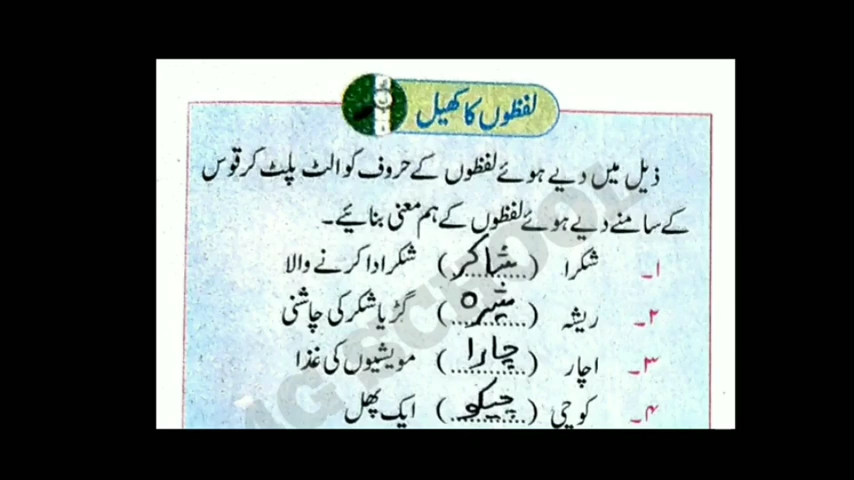 لفظوں کا کھیل
ذیل میں دیے ہوئے لفظوں کے حروف کو الٹ پلٹ کر قوس
کے سامنے دیے ہوئے لفظوں کے ہم معنی بنائیے۔
۱۔ شکرا (شاکر) شکر ادا کرنے والا
۲۔ ریشہ (شیرہ) گڑ یا شکر کی چاشنی
۳۔ اچار (چارا) مویشیوں کی غذا
۴۔ کوچی (چیکو) ایک پھل
MG SCHOOL